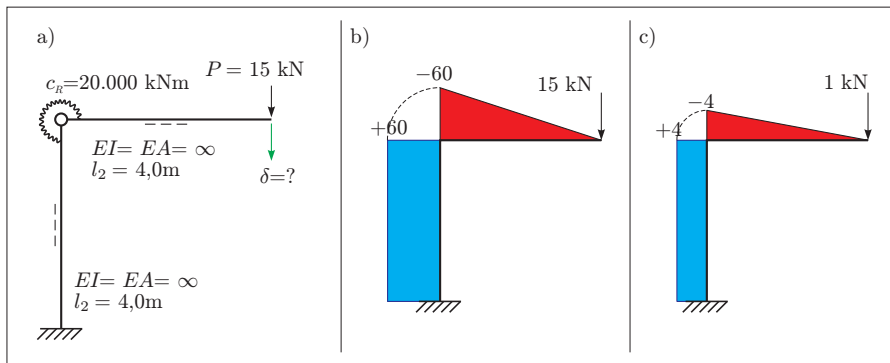 a)
c_R=20.000 kNm
P = 15 kN
EI= EA= ∞
l_2 = 4,0m
δ=?
EI= EA= ∞
l_2 = 4,0m
b)
−60
15 kN
+60
c)
−4
1 kN
+4